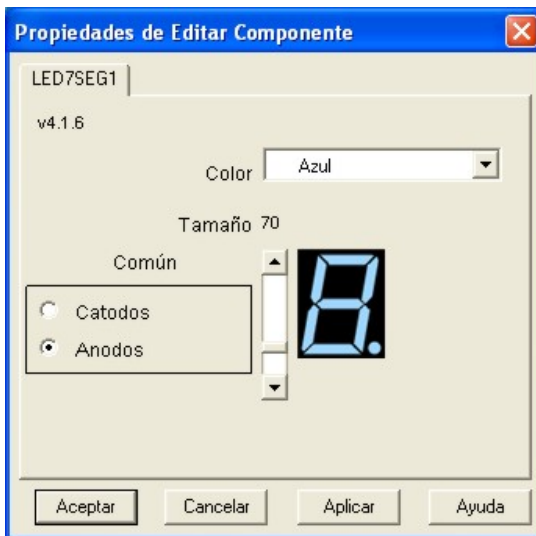 Propiedades de Editar Componente
LED7SEG1
v4.1.6
Color Azul
Tamaño 70
Común
Catodos
Anodos
Aceptar Cancelar Aplicar Ayuda